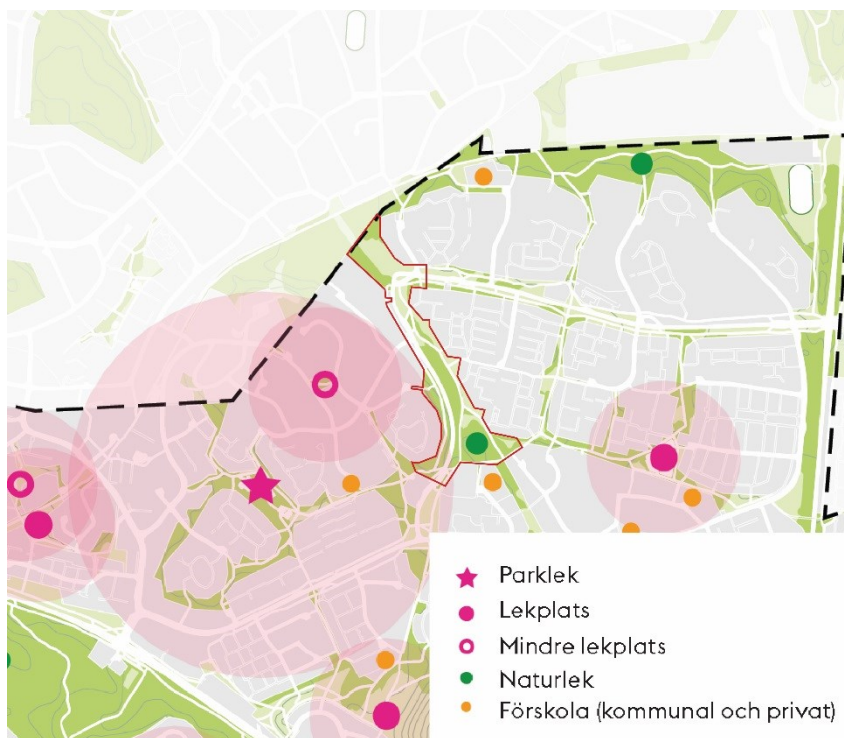 Parklek
Lekplats
Mindre lekplats
Naturlek
Förskola (kommunal och privat)